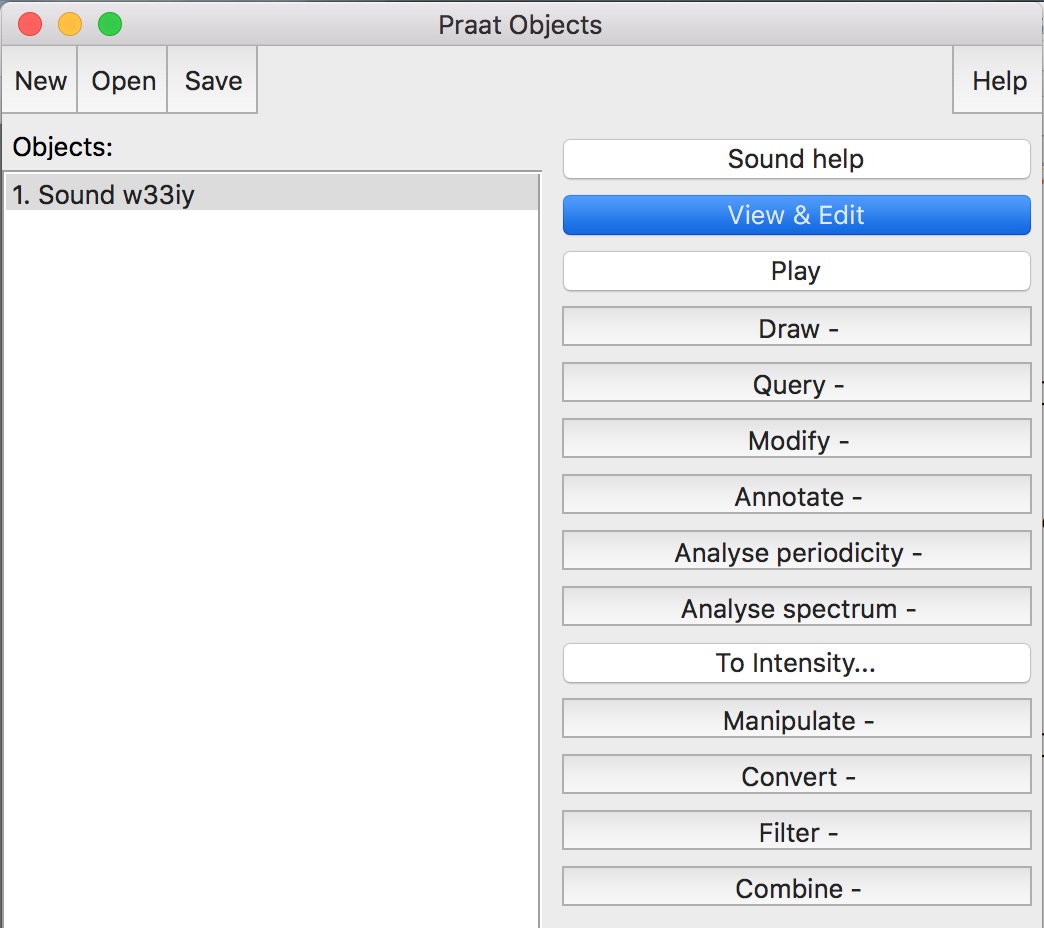 Praat Objects
New Open Save Help
Objects:
1. Sound w33iy
Sound help
View & Edit
Play
Draw -
Query -
Modify -
Annotate -
Analyse periodicity -
Analyse spectrum -
To Intensity...
Manipulate -
Convert -
Filter -
Combine -